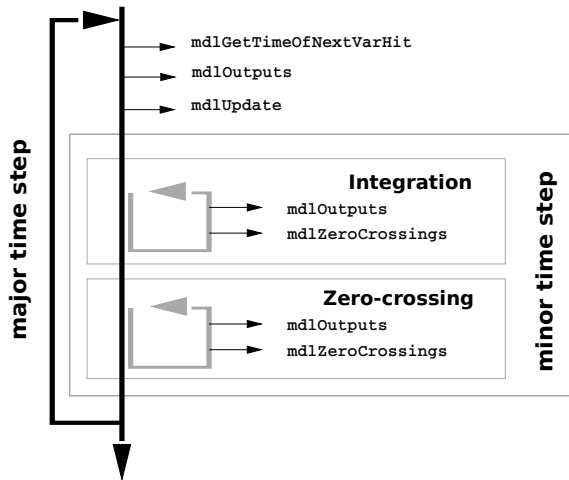 mdlGetTimeOfNextVarHit
mdlOutputs
mdlUpdate
major time step
Integration
mdlOutputs
mdlZeroCrossings
Zero-crossing
mdlOutputs
mdlZeroCrossings
minor time step